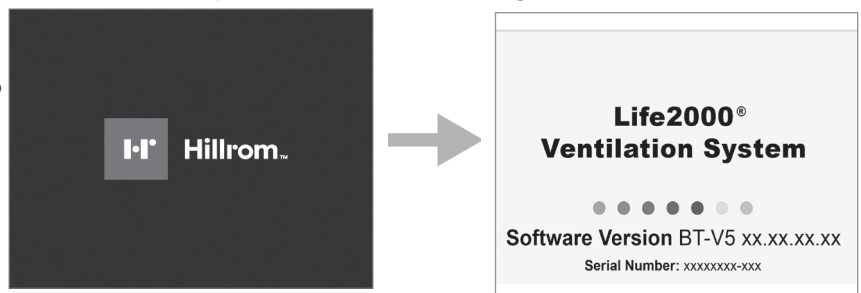 Hillrom™
Life2000®
Ventilation System
Software Version BT-V5 xx.xx.xx.xx
Serial Number: xxxxxxxx-xxx